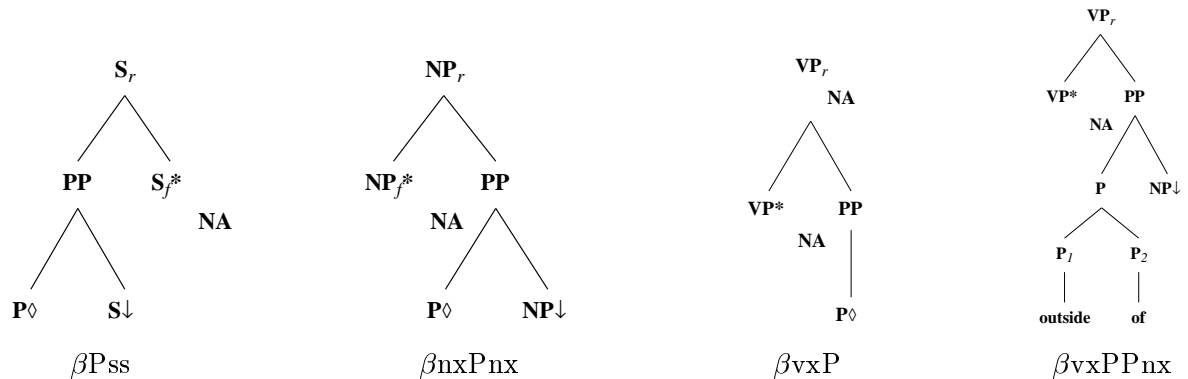 S_r
PP S_f* NA
P◊ S↓
βPss
NP_r
NP_f* NA PP
P◊ NP↓
βnxPnx
VP_r NA
VP* NA PP
P◊
βvxP
VP_r
VP* NA PP
P NP↓
P_1 P_2
outside of
βvxPPnx